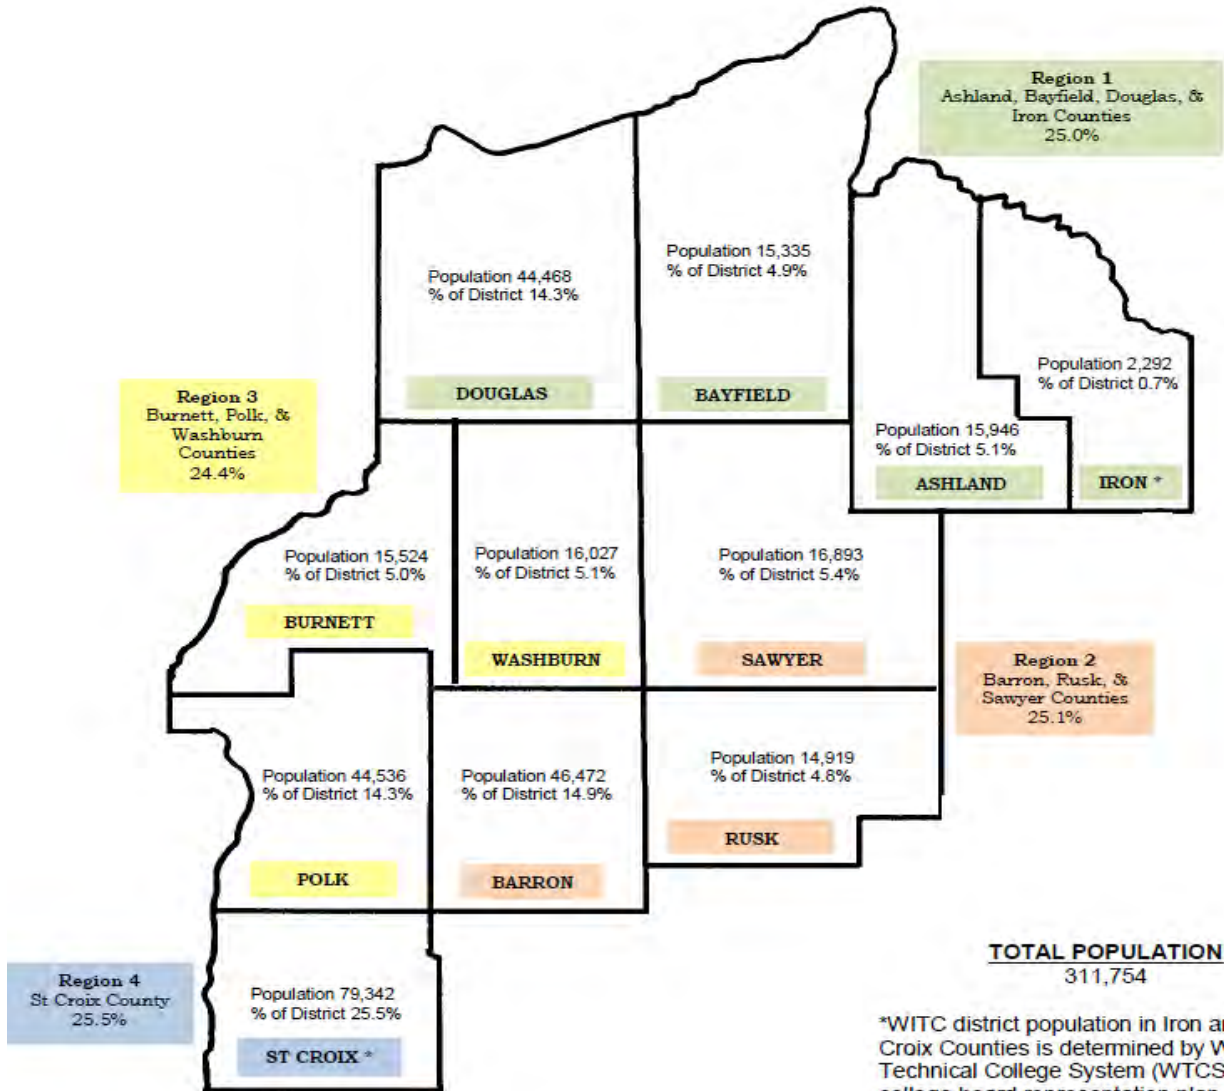 Region 1
Ashland, Bayfield, Douglas, &
Iron Counties
25.0%
Population 15,335
% of District 4.9%
Population 44,468
% of District 14.3%
Population 2,292
% of District 0.7%
Region 3
Burnett, Polk, &
Washburn
Counties
24.4%
DOUGLAS
BAYFIELD
Population 15,946
% of District 5.1%
ASHLAND
IRON *
Population 15,524
% of District 5.0%
Population 16,027
% of District 5.1%
Population 16,893
% of District 5.4%
BURNETT
WASHBURN
SAWYER
Region 2
Barron, Rusk, &
Sawyer Counties
25.1%
Population 44,536
% of District 14.3%
Population 46,472
% of District 14.9%
Population 14,919
% of District 4.8%
RUSK
POLK
BARRON
TOTAL POPULATION
311,754
Region 4
St Croix County
25.5%
Population 79,342
% of District 25.5%
ST CROIX *
*WITC district population in Iron
Croix Counties is determined by
Technical College System (WTCS
college board representation